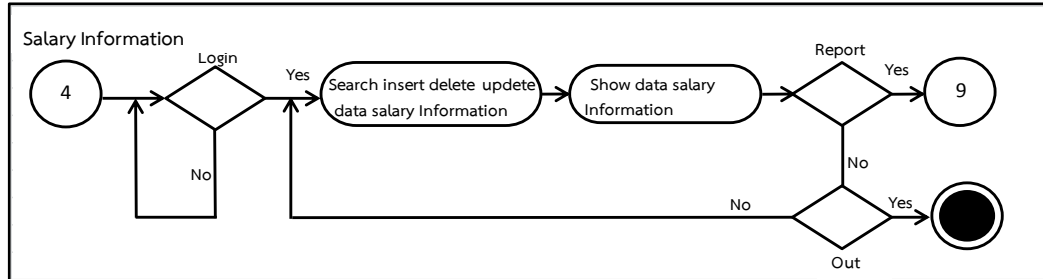 Salary Information
Login
Report
4
Yes
Search insert delete updete
data salary Information
Show data salary
Information
Yes
9
No
No
No
Yes
Out